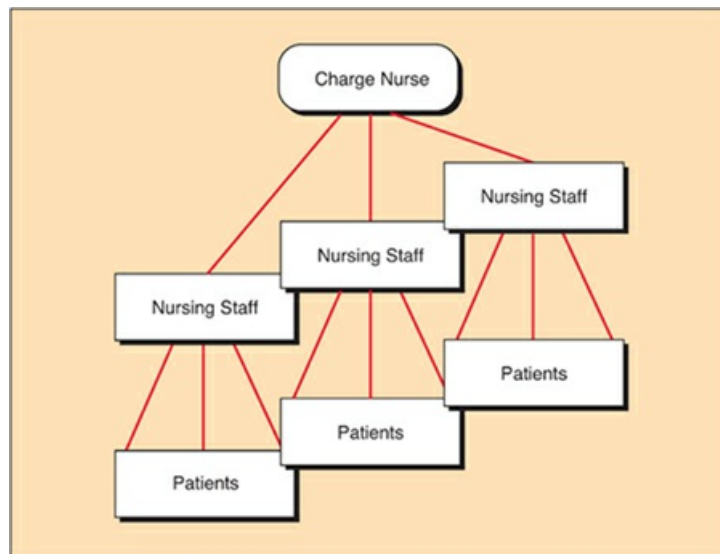 Charge Nurse
Nursing Staff
Nursing Staff
Nursing Staff
Patients
Patients
Patients